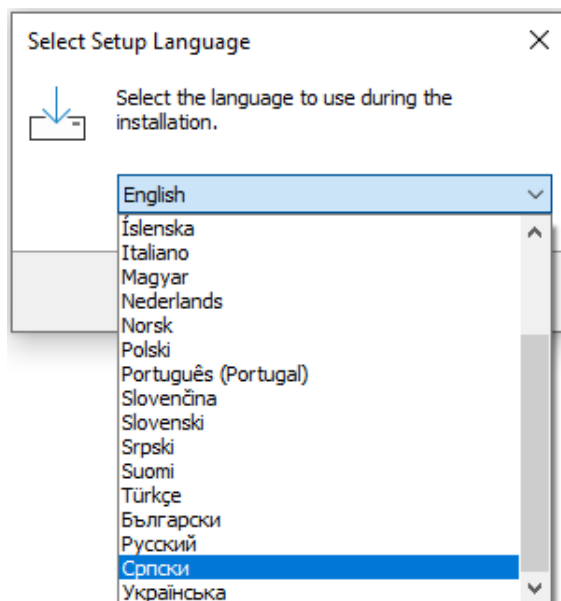 Select Setup Language
Select the language to use during the
installation.
English
Íslenska
Italiano
Magyar
Nederlands
Norsk
Polski
Português (Portugal)
Slovenčina
Slovenski
Srpski
Suomi
Türkçe
Български
Русский
Српски
Українська